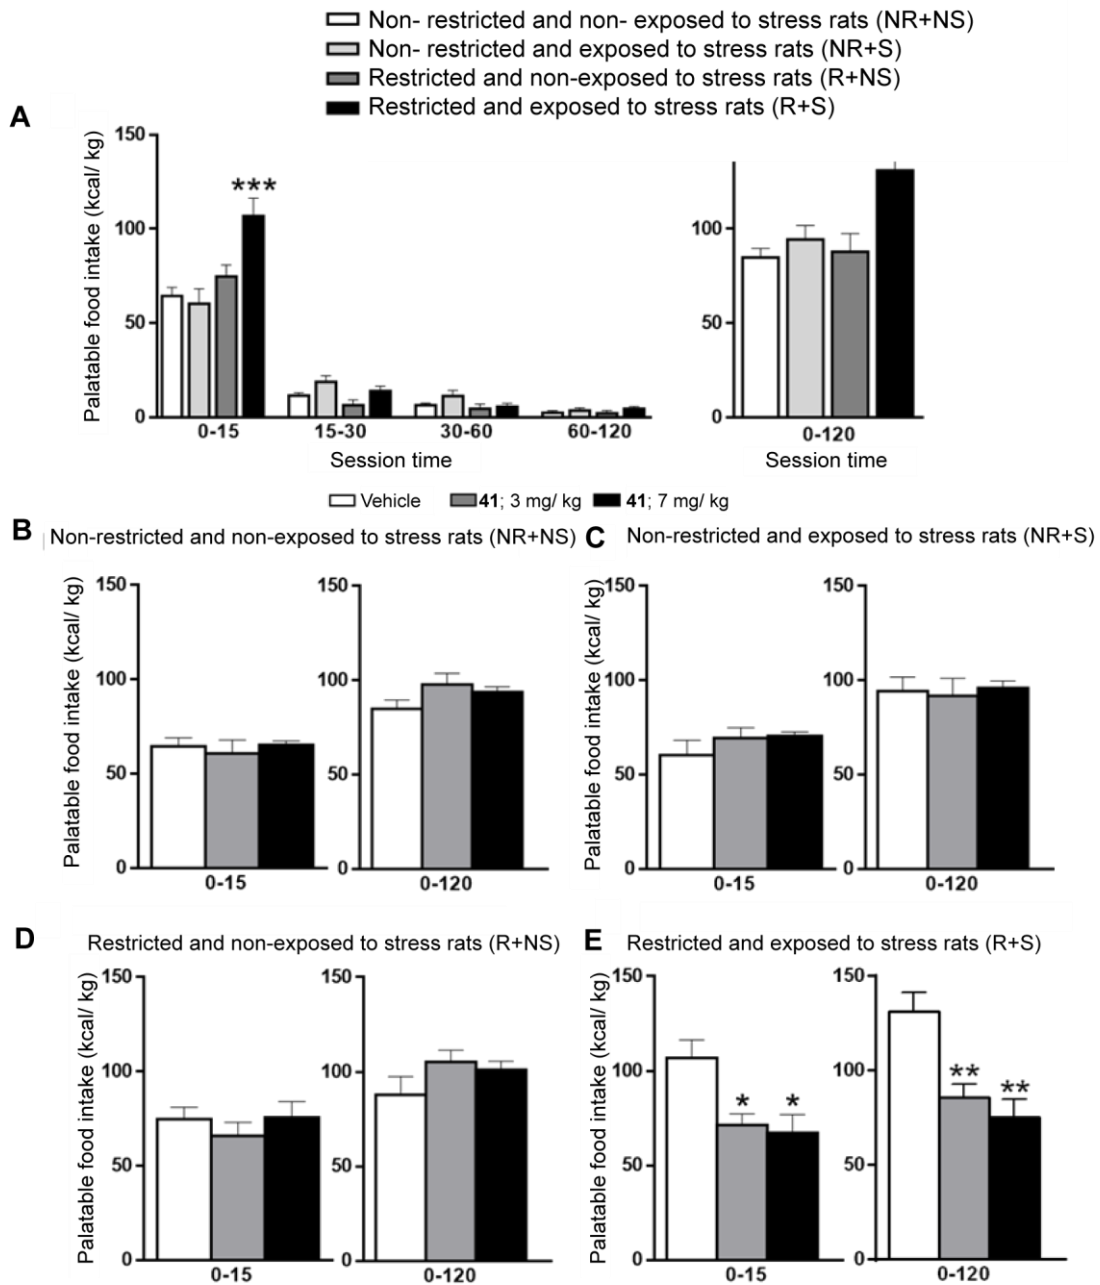 Non- restricted and non- exposed to stress rats (NR+NS)
Non- restricted and exposed to stress rats (NR+S)
Restricted and non-exposed to stress rats (R+NS)
Restricted and exposed to stress rats (R+S)
A
Palatable food intake (kcal/ kg)
150
100
50
0
***
0-15
15-30
30-60
60-120
Session time
100
50
0
0-120
Session time
Vehicle
41; 3 mg/ kg
41; 7 mg/ kg
B
Non-restricted and non-exposed to stress rats (NR+NS)
Palatable food intake (kcal/ kg)
150
100
50
0
0-15
150
100
50
0
0-120
C
Non-restricted and exposed to stress rats (NR+S)
Palatable food intake (kcal/ kg)
150
100
50
0
0-15
150
100
50
0
0-120
D
Restricted and non-exposed to stress rats (R+NS)
Palatable food intake (kcal/ kg)
150
100
50
0
0-15
150
100
50
0
0-120
E
Restricted and exposed to stress rats (R+S)
Palatable food intake (kcal/ kg)
150
100
50
0
*
*
0-15
150
100
50
0
**
**
0-120